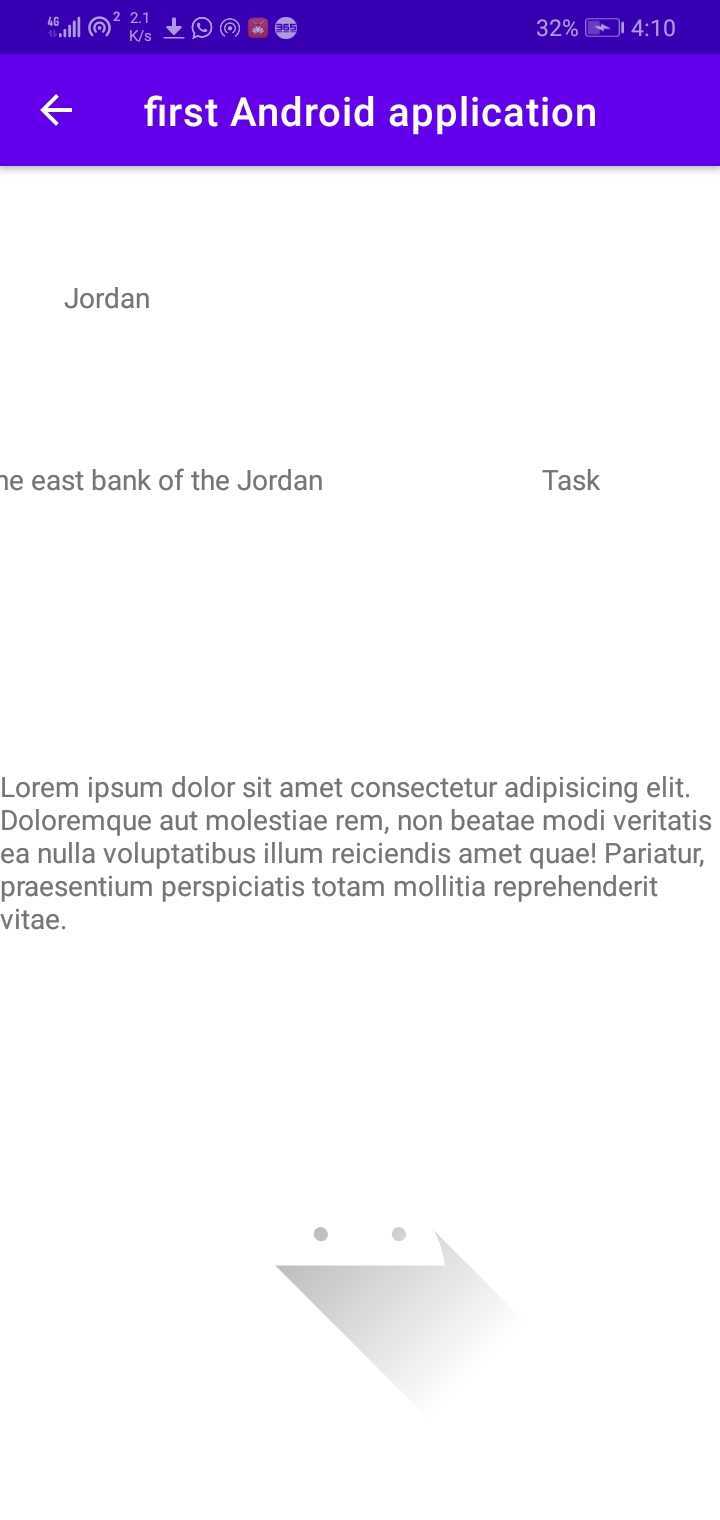 4G 2 2.1 K/s 365 32% 4:10
first Android application
Jordan
he east bank of the Jordan Task
Lorem ipsum dolor sit amet consectetur adipisicing elit.
Doloremque aut molestiae rem, non beatae modi veritatis
ea nulla voluptatibus illum reiciendis amet quae! Pariatur,
praesentium perspiciatis totam mollitia reprehenderit
vitae.